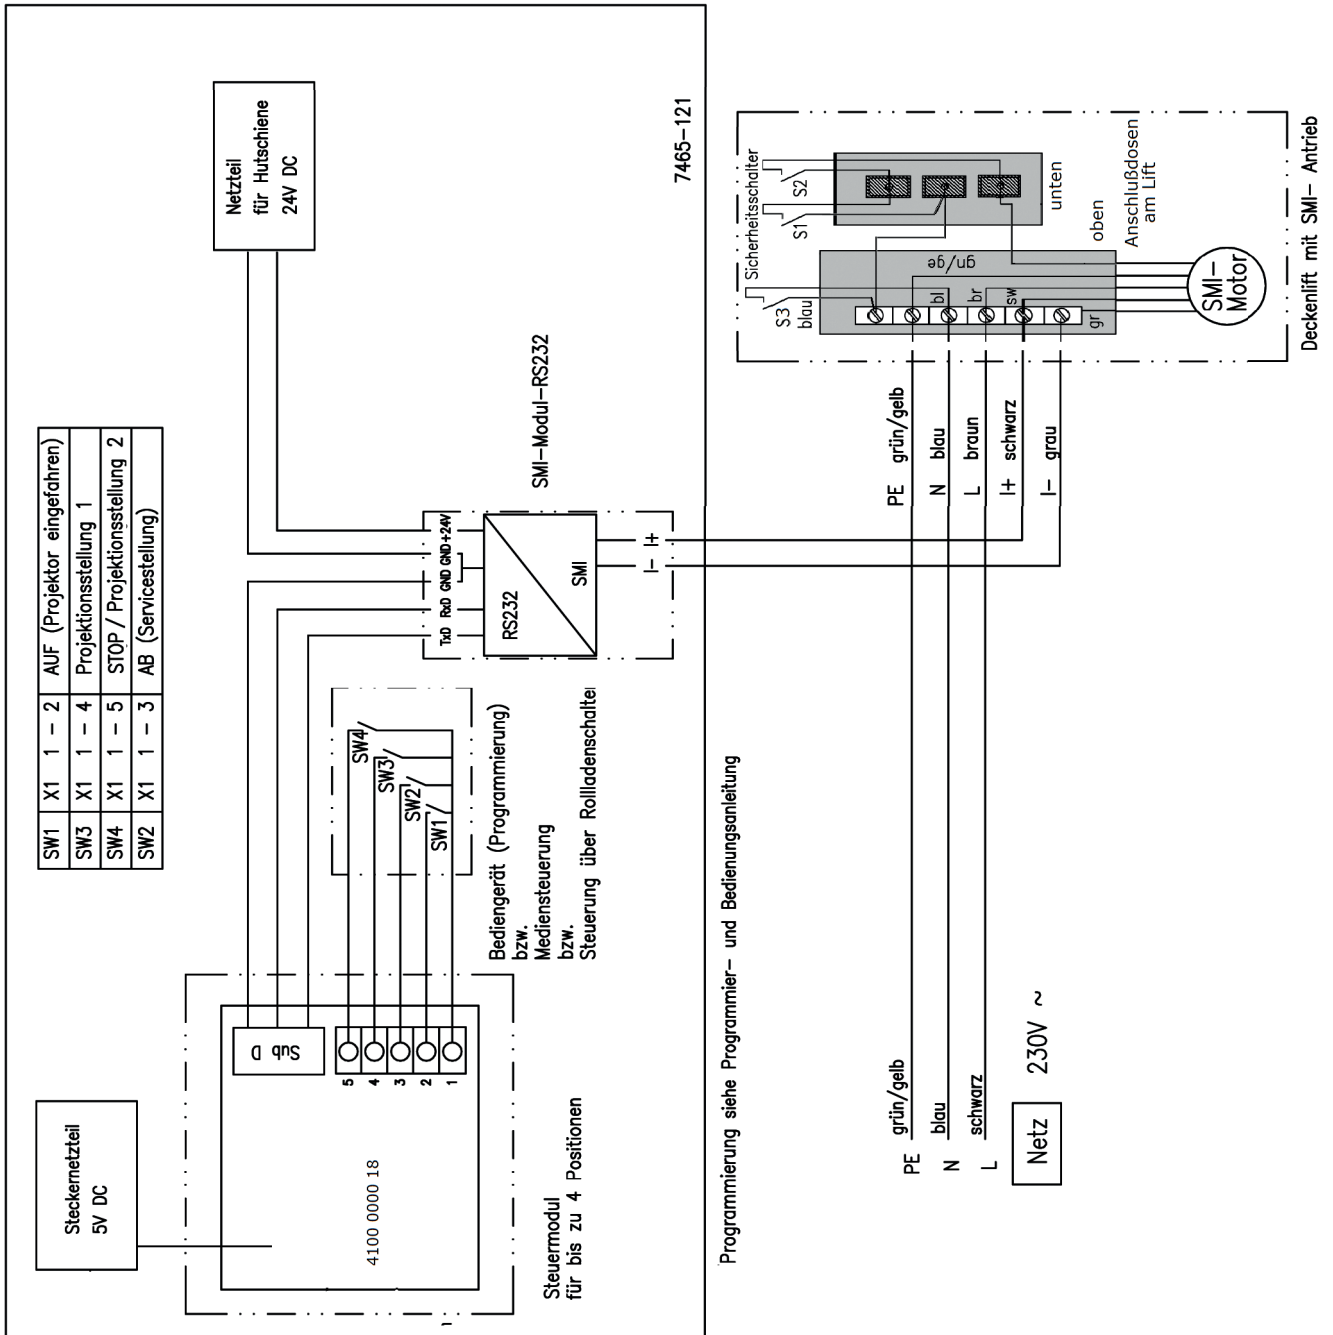 Steckernetzteil
5V DC
4100 0000 18
Sub D
5
4
3
2
1
Steuermodul
für bis zu 4 Positionen
SW1 X1 1 - 2 AUF (Projektor eingefahren)
SW3 X1 1 - 4 Projektionsstellung 1
SW4 X1 1 - 5 STOP / Projektionsstellung 2
SW2 X1 1 - 3 AB (Servicestellung)
SW4
SW3
SW2
SW1
Bediengerät (Programmierung)
bzw.
Mediensteuerung
bzw.
Steuerung über Rollladenschalte
Netzteil
für Hutschiene
24V DC
TxD RxD GND GND +24V
RS232
SMI
I- I+
SMI-Modul-RS232
7465-121
Programmierung siehe Programmier- und Bedienungsanleitung
PE grün/gelb
N blau
L schwarz
Netz 230V ~
PE grün/gelb
N blau
L braun
I+ schwarz
I- grau
Sicherheitsschalter
S3
blau
S1
S2
gn/ge
bl
br
sw
gr
unten
oben
Anschlußdosen
am Lift
SMI-
Motor
Deckenlift mit SMI- Antrieb